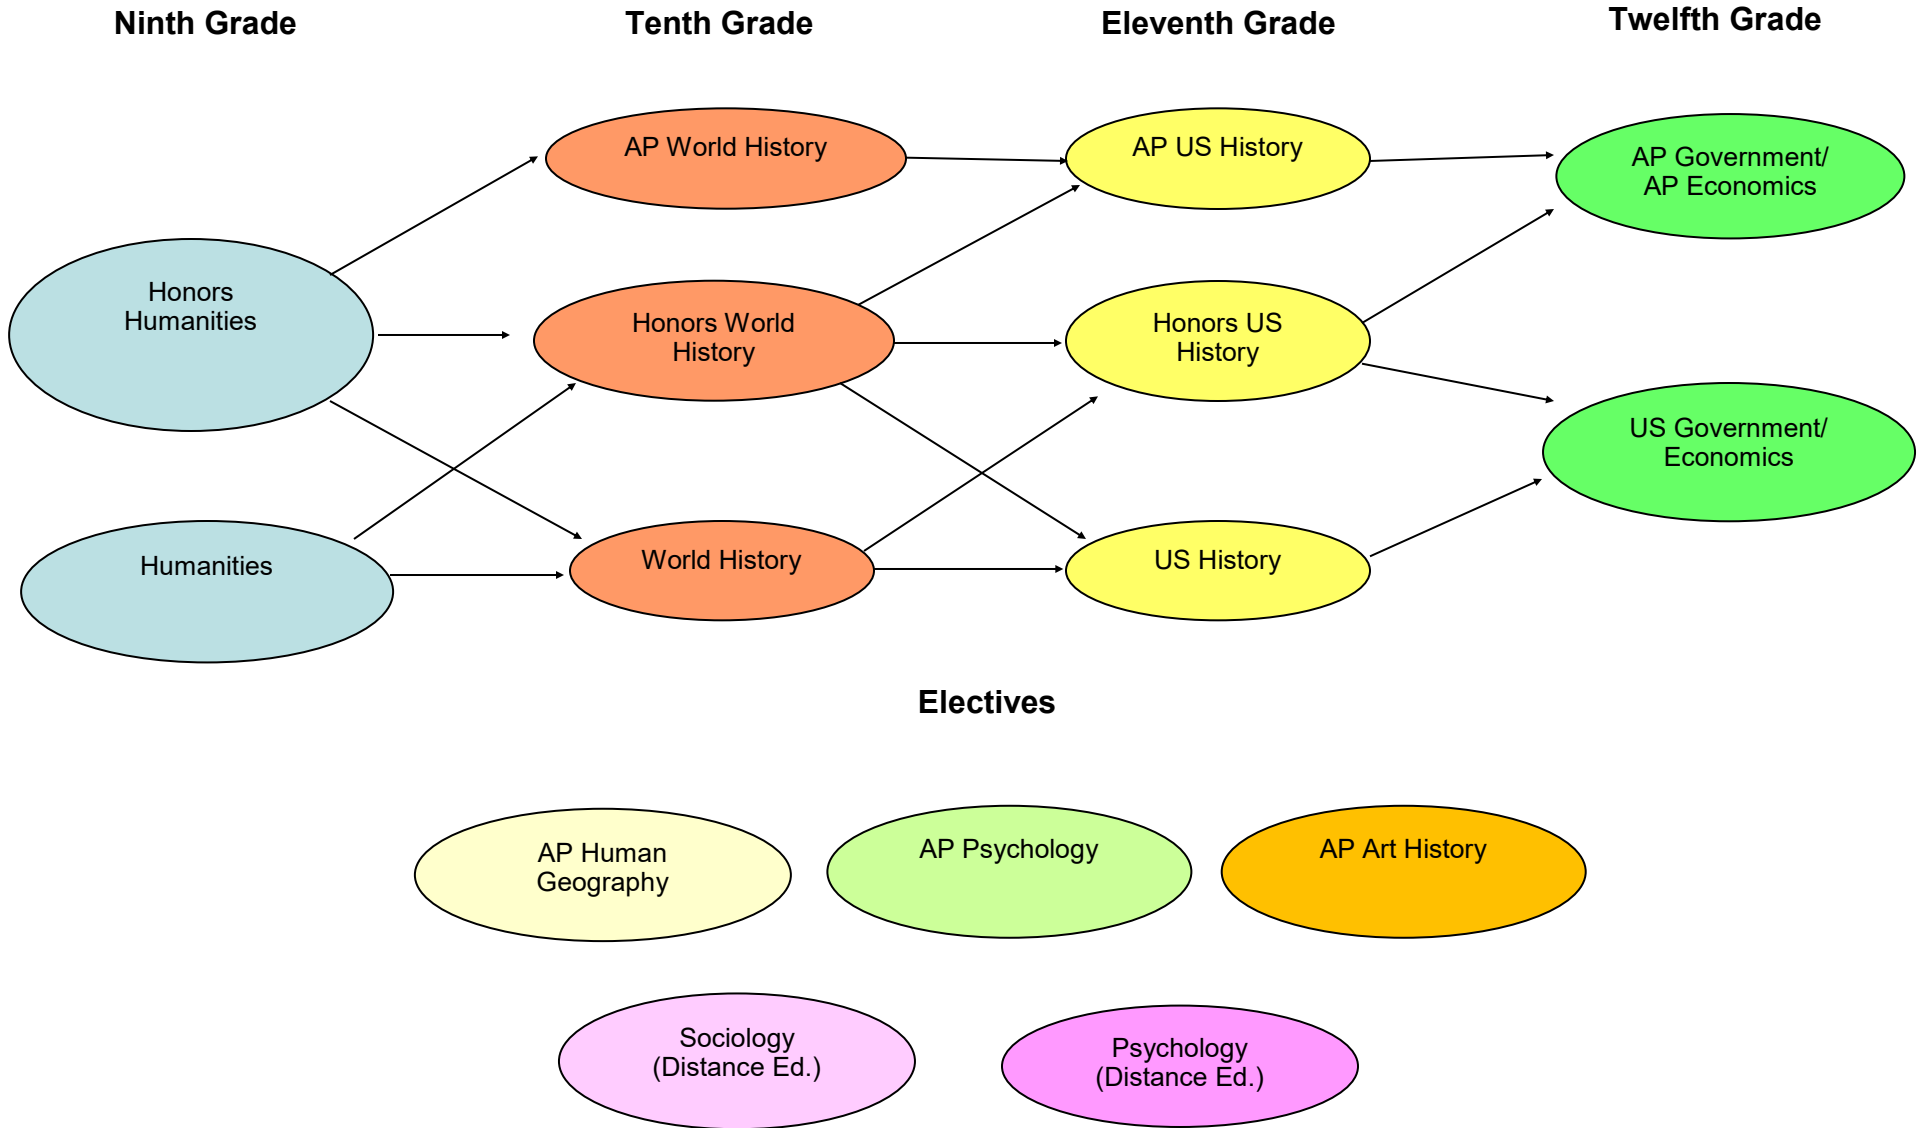 Ninth Grade
Tenth Grade
Eleventh Grade
Twelfth Grade
AP World History
AP US History
AP Government/
AP Economics
Honors
Humanities
Honors World
History
Honors US
History
US Government/
Economics
Humanities
World History
US History
Electives
AP Human
Geography
AP Psychology
AP Art History
Sociology
(Distance Ed.)
Psychology
(Distance Ed.)